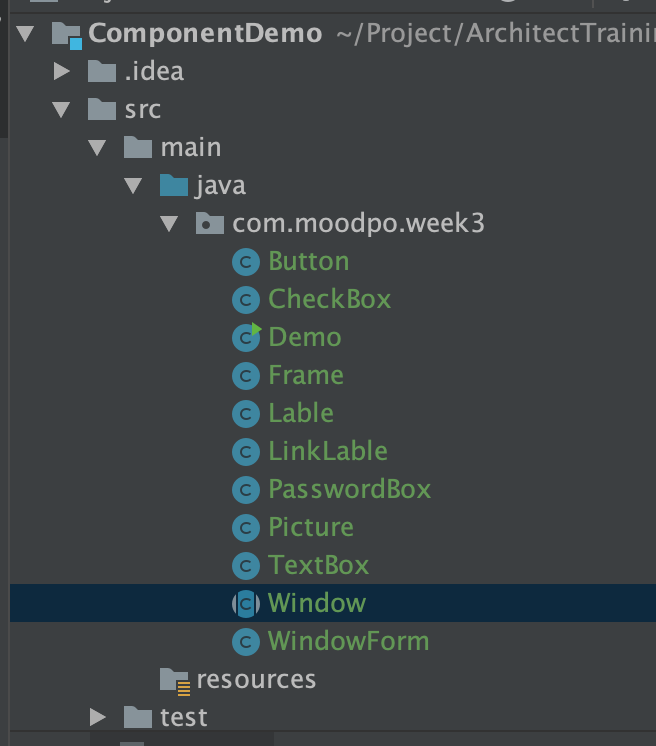 ComponentDemo ~/Project/ArchitectTraini
.idea
src
main
java
com.moodpo.week3
Button
CheckBox
Demo
Frame
Lable
LinkLable
PasswordBox
Picture
TextBox
Window
WindowForm
resources
test